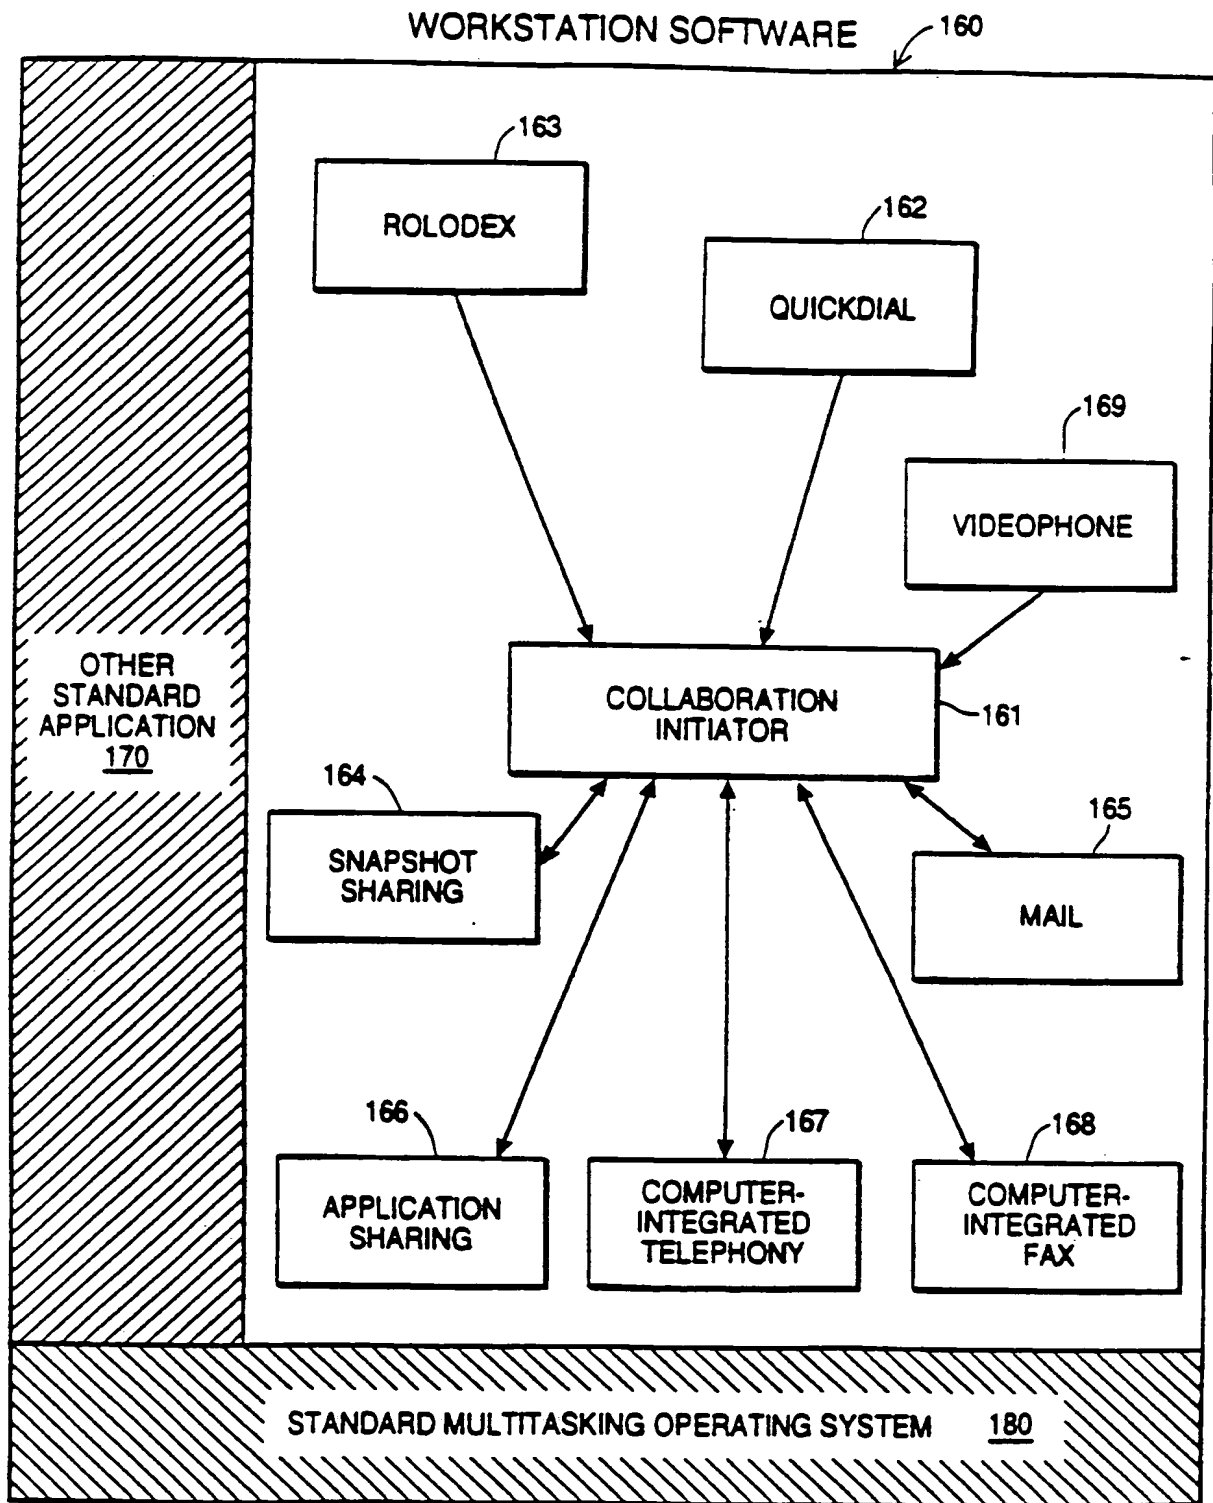 WORKSTATION SOFTWARE
160
163
ROLODEX
162
QUICKDIAL
169
VIDEOPHONE
COLLABORATION
INITIATOR
161
OTHER
STANDARD
APPLICATION
170
164
SNAPSHOT
SHARING
165
MAIL
166
APPLICATION
SHARING
167
COMPUTER-
INTEGRATED
TELEPHONY
168
COMPUTER-
INTEGRATED
FAX
STANDARD MULTITASKING OPERATING SYSTEM 180